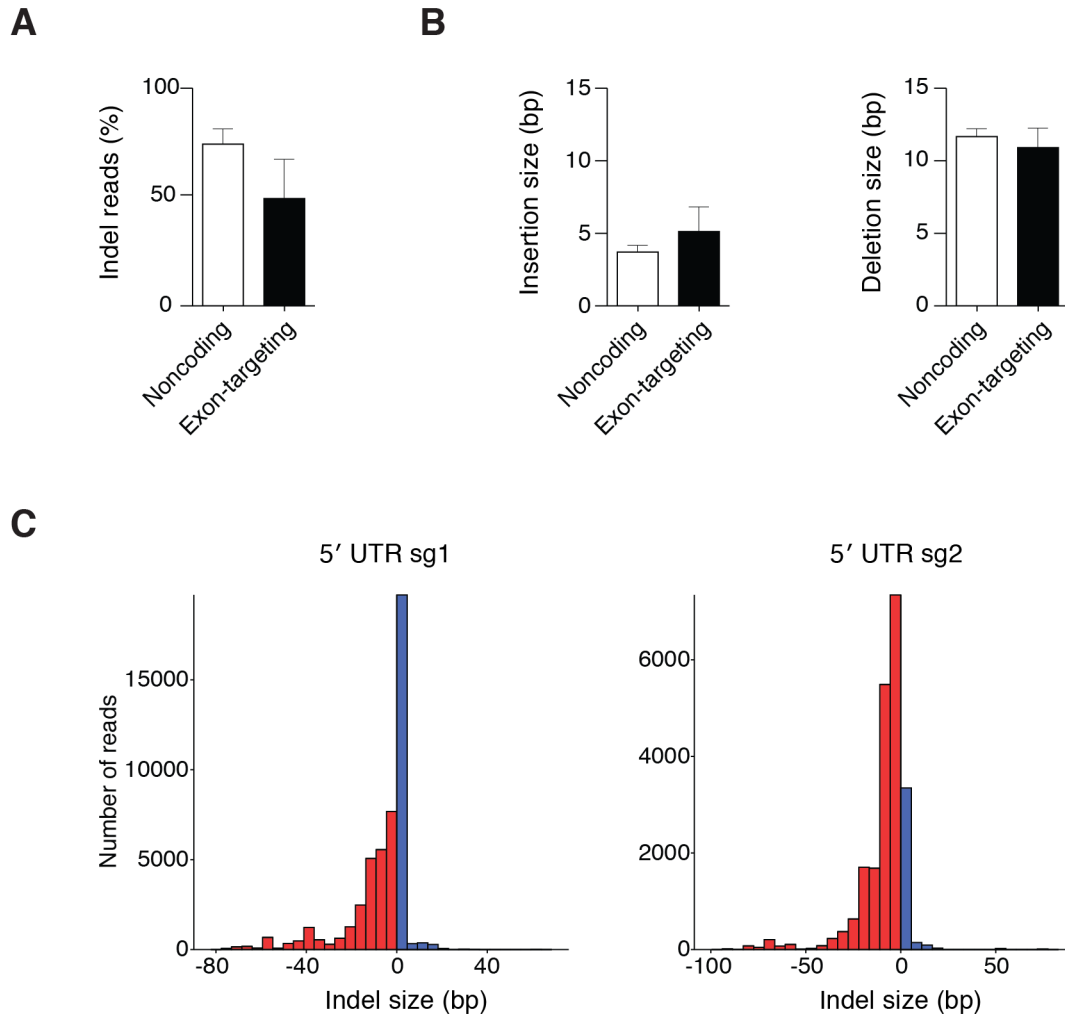 A
B
Indel reads (%)
100
50
0
Noncoding
Exon-targeting
Insertion size (bp)
15
10
5
0
Noncoding
Exon-targeting
Deletion size (bp)
15
10
5
0
Noncoding
Exon-targeting
C
5′ UTR sg1
Number of reads
15000
10000
5000
0
-80 -40 0 40
Indel size (bp)
5′ UTR sg2
6000
4000
2000
0
-100 -50 0 50
Indel size (bp)